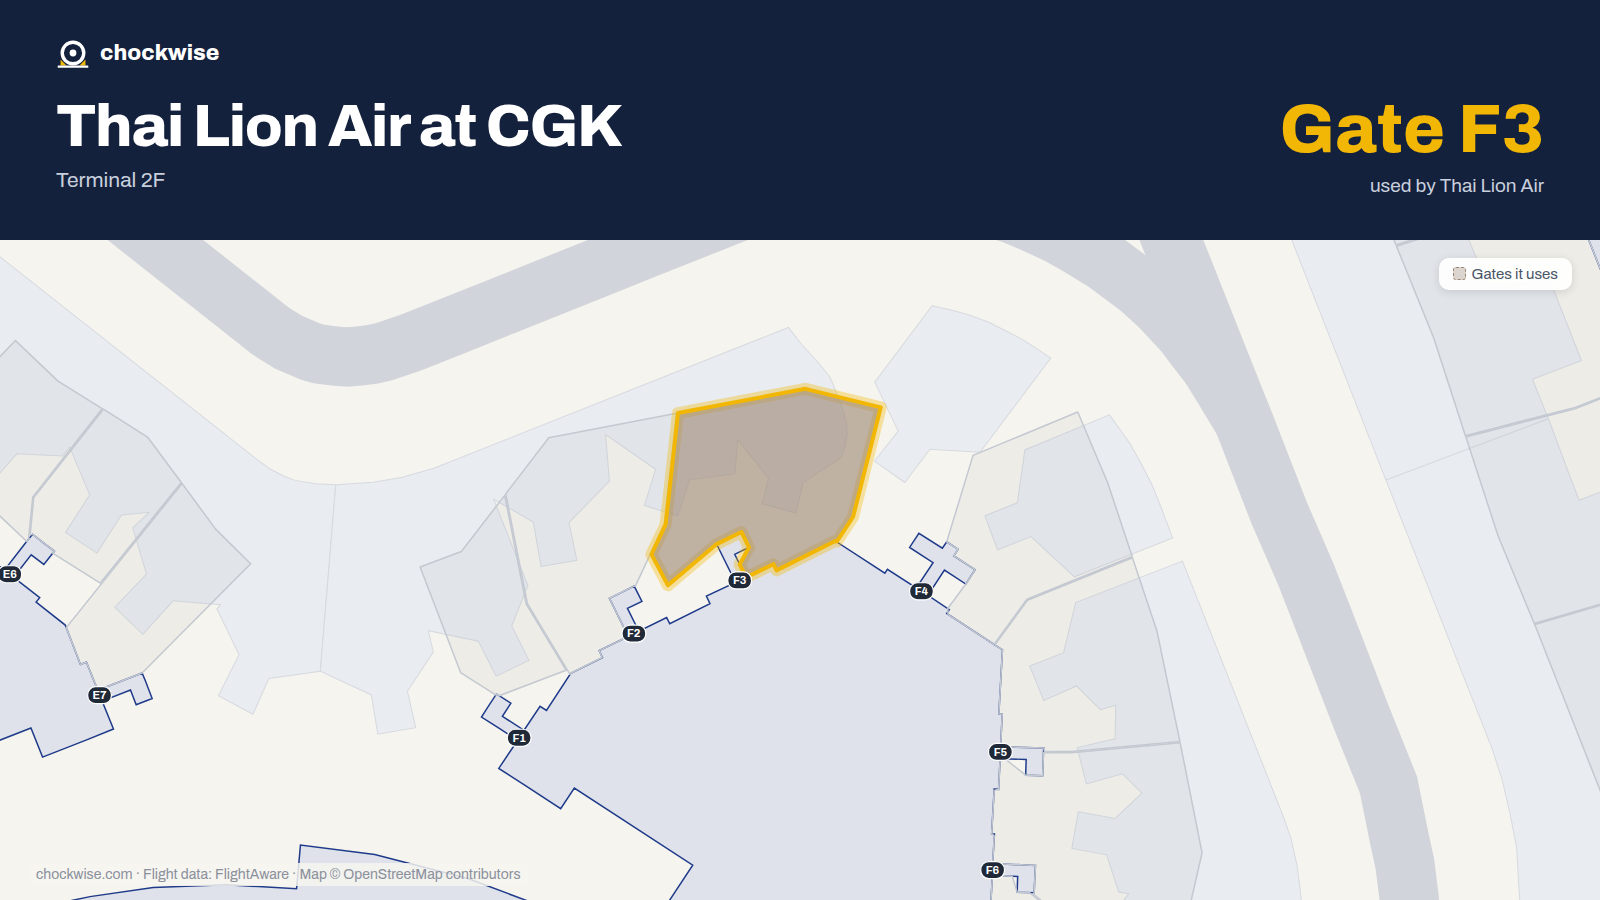 chockwise
Thai Lion Air at CGK
Terminal 2F
Gate F3
used by Thai Lion Air
Gates it uses
E6
E7
F1
F2
F3
F4
F5
F6
chockwise.com · Flight data: FlightAware · Map © OpenStreetMap contributors